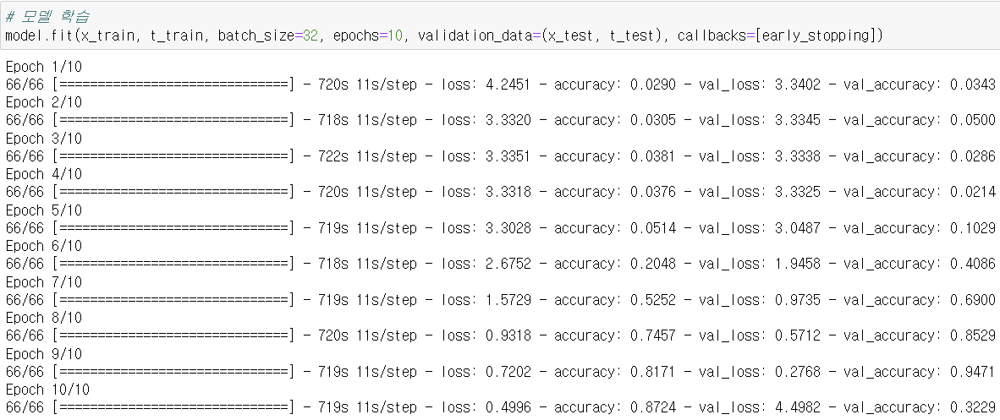 # 모델 학습
model.fit(x_train, t_train, batch_size=32, epochs=10, validation_data=(x_test, t_test), callbacks=[early_stopping])
Epoch 1/10
66/66 [==============================] - 720s 11s/step - loss: 4.2451 - accuracy: 0.0290 - val_loss: 3.3402 - val_accuracy: 0.0343
Epoch 2/10
66/66 [==============================] - 718s 11s/step - loss: 3.3320 - accuracy: 0.0305 - val_loss: 3.3345 - val_accuracy: 0.0500
Epoch 3/10
66/66 [==============================] - 722s 11s/step - loss: 3.3351 - accuracy: 0.0381 - val_loss: 3.3338 - val_accuracy: 0.0286
Epoch 4/10
66/66 [==============================] - 720s 11s/step - loss: 3.3318 - accuracy: 0.0376 - val_loss: 3.3325 - val_accuracy: 0.0214
Epoch 5/10
66/66 [==============================] - 719s 11s/step - loss: 3.3028 - accuracy: 0.0514 - val_loss: 3.0487 - val_accuracy: 0.1029
Epoch 6/10
66/66 [==============================] - 718s 11s/step - loss: 2.6752 - accuracy: 0.2048 - val_loss: 1.9458 - val_accuracy: 0.4086
Epoch 7/10
66/66 [==============================] - 719s 11s/step - loss: 1.5729 - accuracy: 0.5252 - val_loss: 0.9735 - val_accuracy: 0.6900
Epoch 8/10
66/66 [==============================] - 720s 11s/step - loss: 0.9318 - accuracy: 0.7457 - val_loss: 0.5712 - val_accuracy: 0.8529
Epoch 9/10
66/66 [==============================] - 719s 11s/step - loss: 0.7202 - accuracy: 0.8171 - val_loss: 0.2768 - val_accuracy: 0.9471
Epoch 10/10
66/66 [==============================] - 719s 11s/step - loss: 0.4996 - accuracy: 0.8724 - val_loss: 4.4982 - val_accuracy: 0.3229